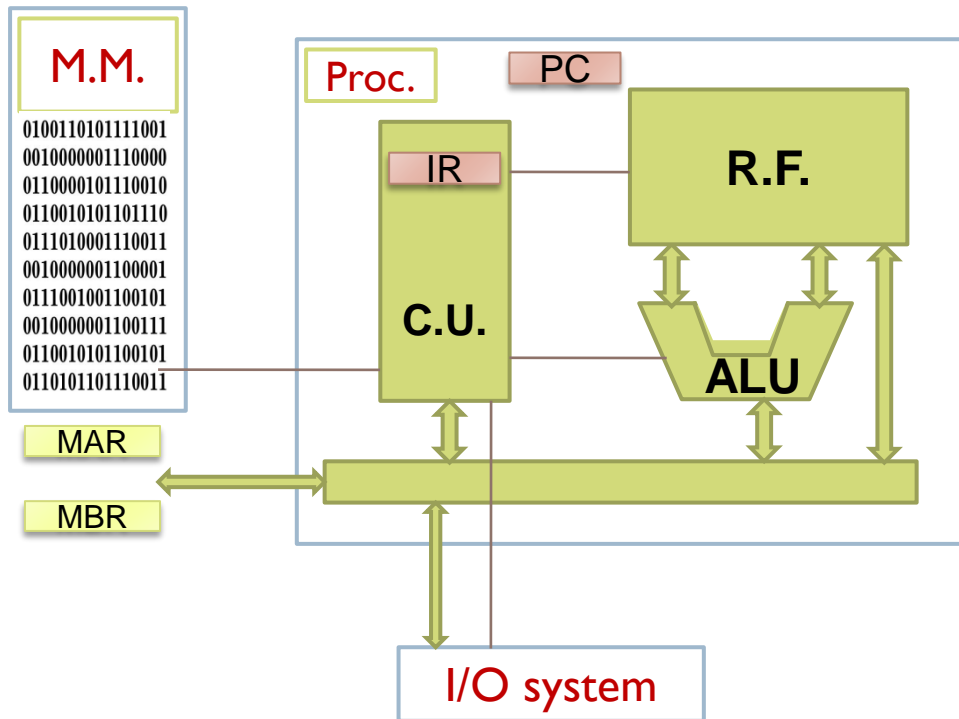 M.M.
0100110101111001
0010000001110000
0110000101110010
0110010101101110
0111010001110011
0010000001100001
0111001001100101
0010000001100111
0110010101100101
0110101101110011
MAR
MBR
Proc.
PC
IR
C.U.
R.F.
ALU
I/O system